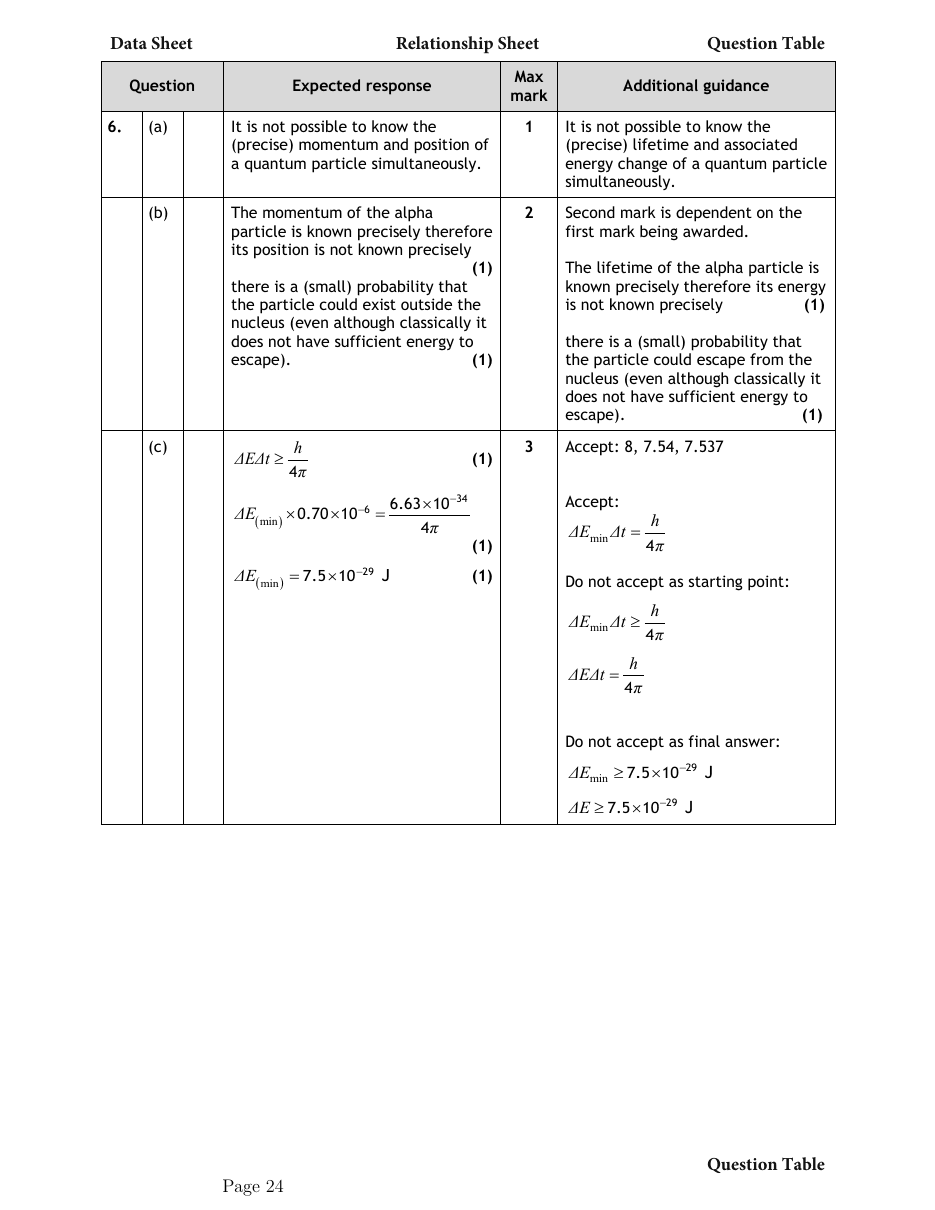 Data Sheet Relationship Sheet Question Table
Question Expected response Max mark Additional guidance
6. (a) It is not possible to know the
(precise) momentum and position of
a quantum particle simultaneously.
1
It is not possible to know the
(precise) lifetime and associated
energy change of a quantum particle
simultaneously.
(b) The momentum of the alpha
particle is known precisely therefore
its position is not known precisely
(1)
there is a (small) probability that
the particle could exist outside the
nucleus (even although classically it
does not have sufficient energy to
escape). (1)
2
Second mark is dependent on the
first mark being awarded.
The lifetime of the alpha particle is
known precisely therefore its energy
is not known precisely (1)
there is a (small) probability that
the particle could escape from the
nucleus (even although classically it
does not have sufficient energy to
escape). (1)
(c) ΔEΔt ≥ h/4π (1)
ΔE(min) × 0.70×10⁻⁶ = 6.63×10⁻³⁴/4π
(1)
ΔE(min) = 7.5×10⁻²⁹ J (1)
3
Accept: 8, 7.54, 7.537
Accept:
ΔEmin Δt = h/4π
Do not accept as starting point:
ΔEmin Δt ≥ h/4π
ΔEΔt = h/4π
Do not accept as final answer:
ΔEmin ≥ 7.5×10⁻²⁹ J
ΔE ≥ 7.5×10⁻²⁹ J
Question Table
Page 24